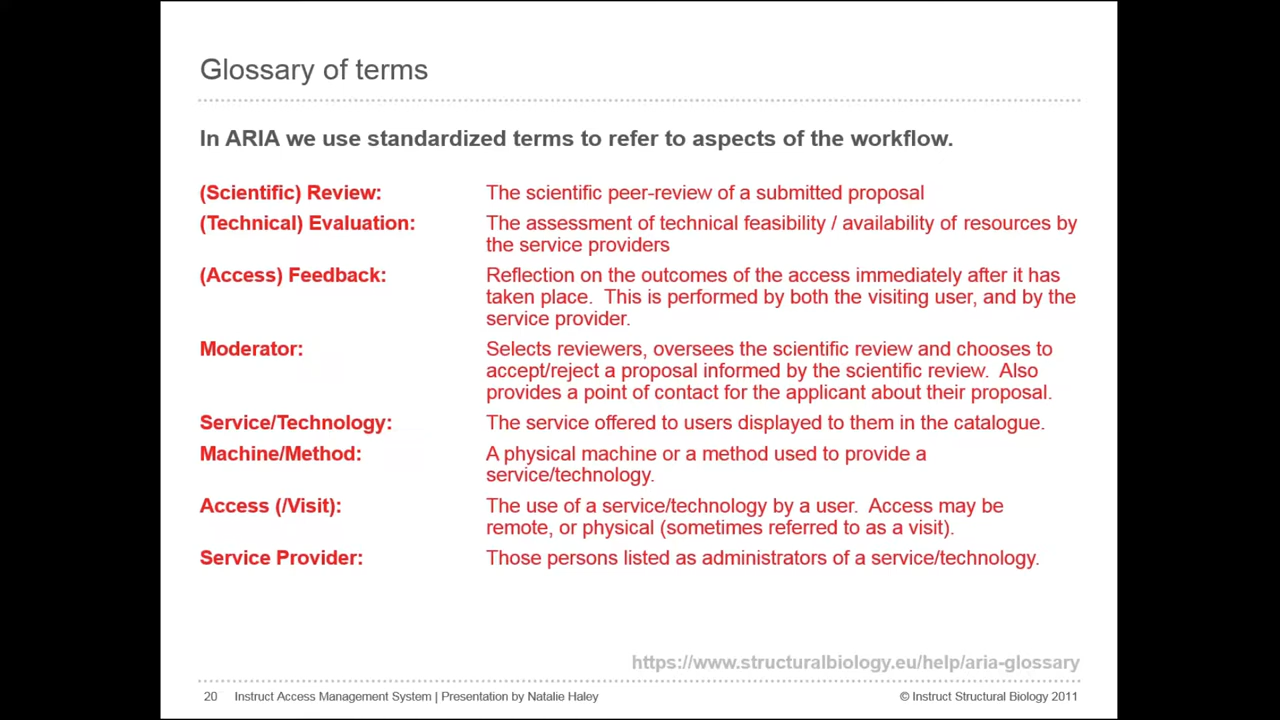 Glossary of terms
In ARIA we use standardized terms to refer to aspects of the workflow.
(Scientific) Review: The scientific peer-review of a submitted proposal
(Technical) Evaluation: The assessment of technical feasibility / availability of resources by
the service providers
(Access) Feedback: Reflection on the outcomes of the access immediately after it has
taken place. This is performed by both the visiting user, and by the
service provider.
Moderator: Selects reviewers, oversees the scientific review and chooses to
accept/reject a proposal informed by the scientific review. Also
provides a point of contact for the applicant about their proposal.
Service/Technology: The service offered to users displayed to them in the catalogue.
Machine/Method: A physical machine or a method used to provide a
service/technology.
Access (/Visit): The use of a service/technology by a user. Access may be
remote, or physical (sometimes referred to as a visit).
Service Provider: Those persons listed as administrators of a service/technology.
https://www.structuralbiology.eu/help/aria-glossary
20 Instruct Access Management System | Presentation by Natalie Haley © Instruct Structural Biology 2011